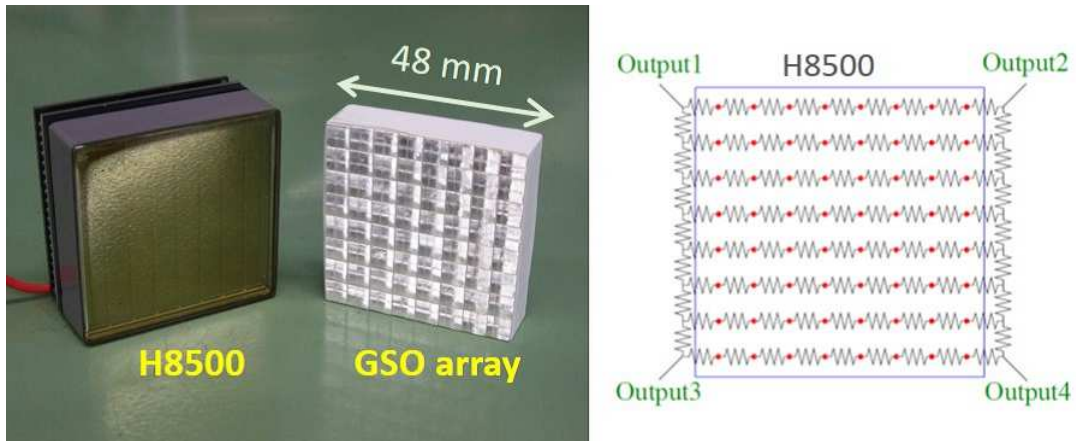 48 mm
H8500
GSO array
Output1
H8500
Output2
Output3
Output4